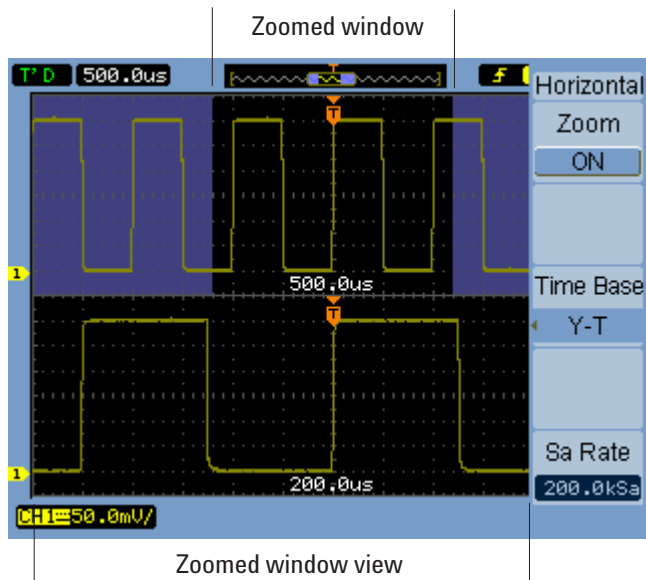 Zoomed window
T'D 500.0us
Horizontal
Zoom
ON
T
1
500.0us
Time Base
Y-T
T
1
200.0us
Sa Rate
200.0kSa
CH1 50.0mV/
Zoomed window view